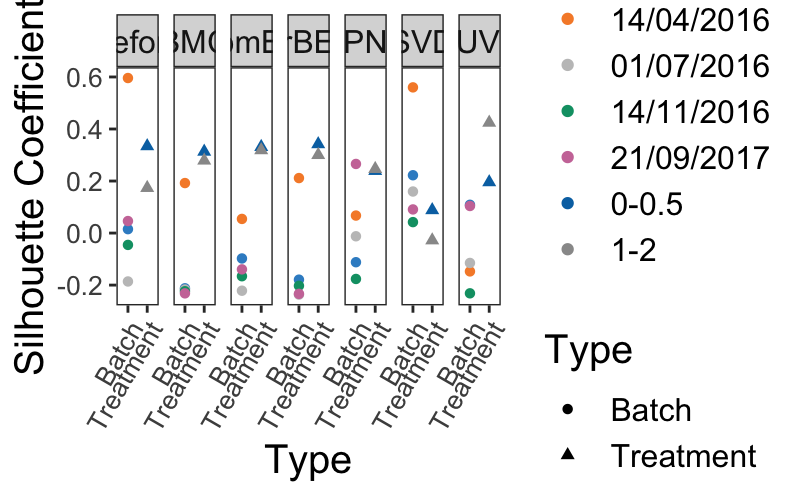 efo BMC omB rBE PN SVD UV
Silhouette Coefficient
0.6
0.4
0.2
0.0
-0.2
Batch Treatment Batch Treatment Batch Treatment Batch Treatment Batch Treatment Batch Treatment Batch Treatment
Type
14/04/2016
01/07/2016
14/11/2016
21/09/2017
0-0.5
1-2
Type
Batch
Treatment